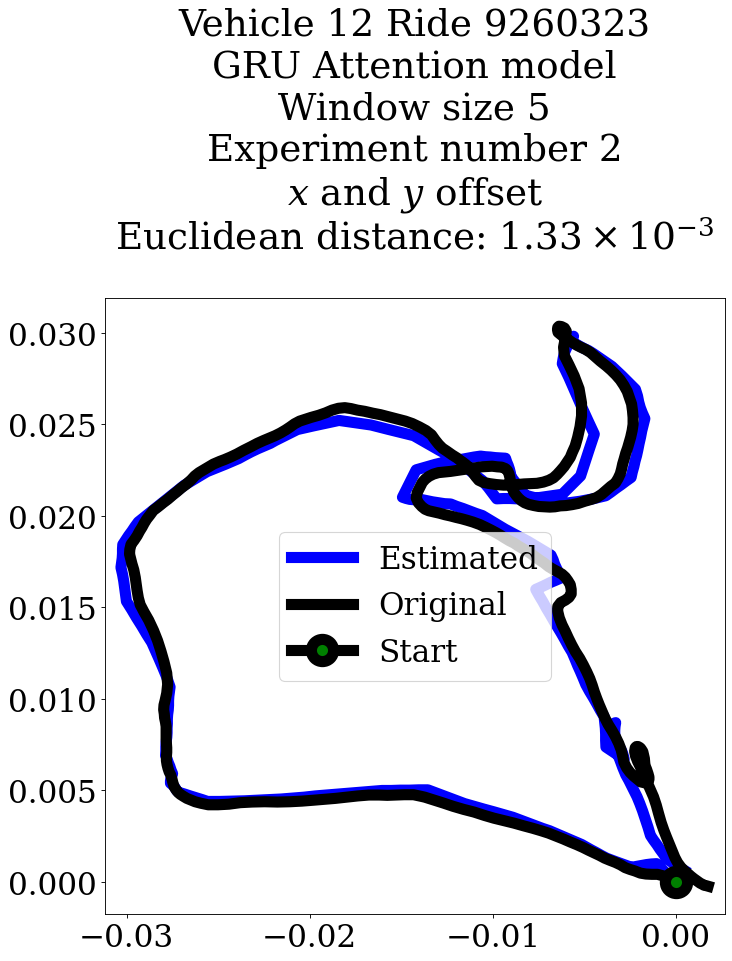 Vehicle 12 Ride 9260323
GRU Attention model
Window size 5
Experiment number 2
x and y offset
Euclidean distance: 1.33 × 10⁻³
0.030
0.025
0.020
0.015
0.010
0.005
0.000
Estimated
Original
Start
−0.03
−0.02
−0.01
0.00